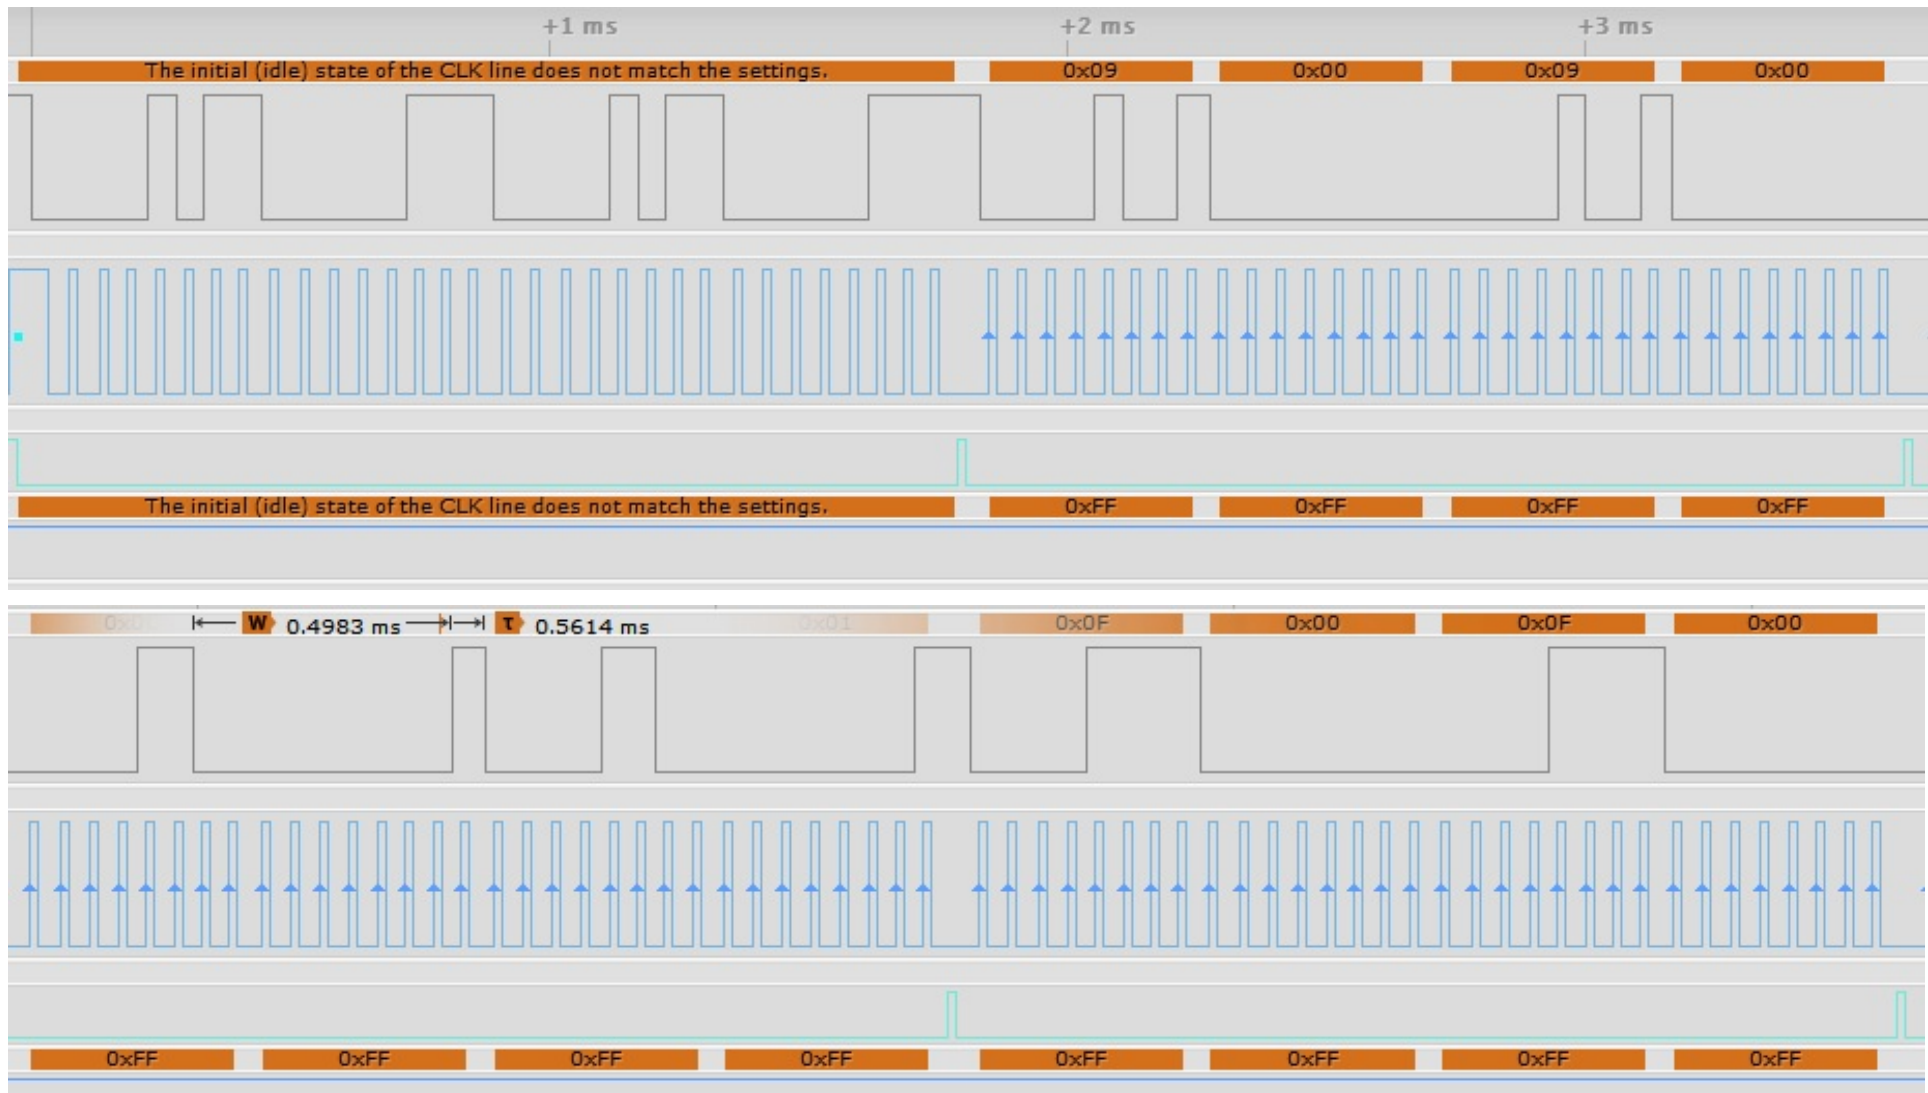 +1 ms +2 ms +3 ms
The initial (idle) state of the CLK line does not match the settings. 0x09 0x00 0x09 0x00
The initial (idle) state of the CLK line does not match the settings. 0xFF 0xFF 0xFF 0xFF
W 0.4983 ms T 0.5614 ms 0x01 0x0F 0x00 0x0F 0x00
0xFF 0xFF 0xFF 0xFF 0xFF 0xFF 0xFF 0xFF